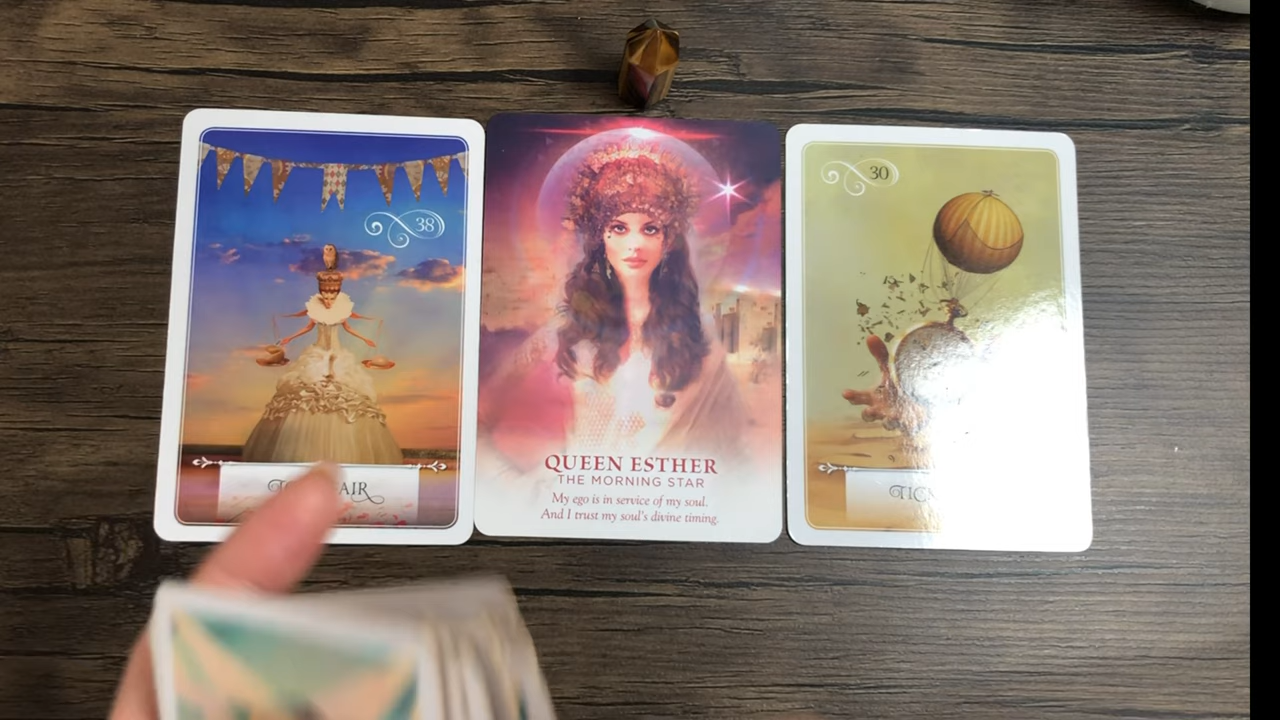 38
QUEEN ESTHER
THE MORNING STAR
My ego is in service of my soul.
And I trust my soul's divine timing.
30